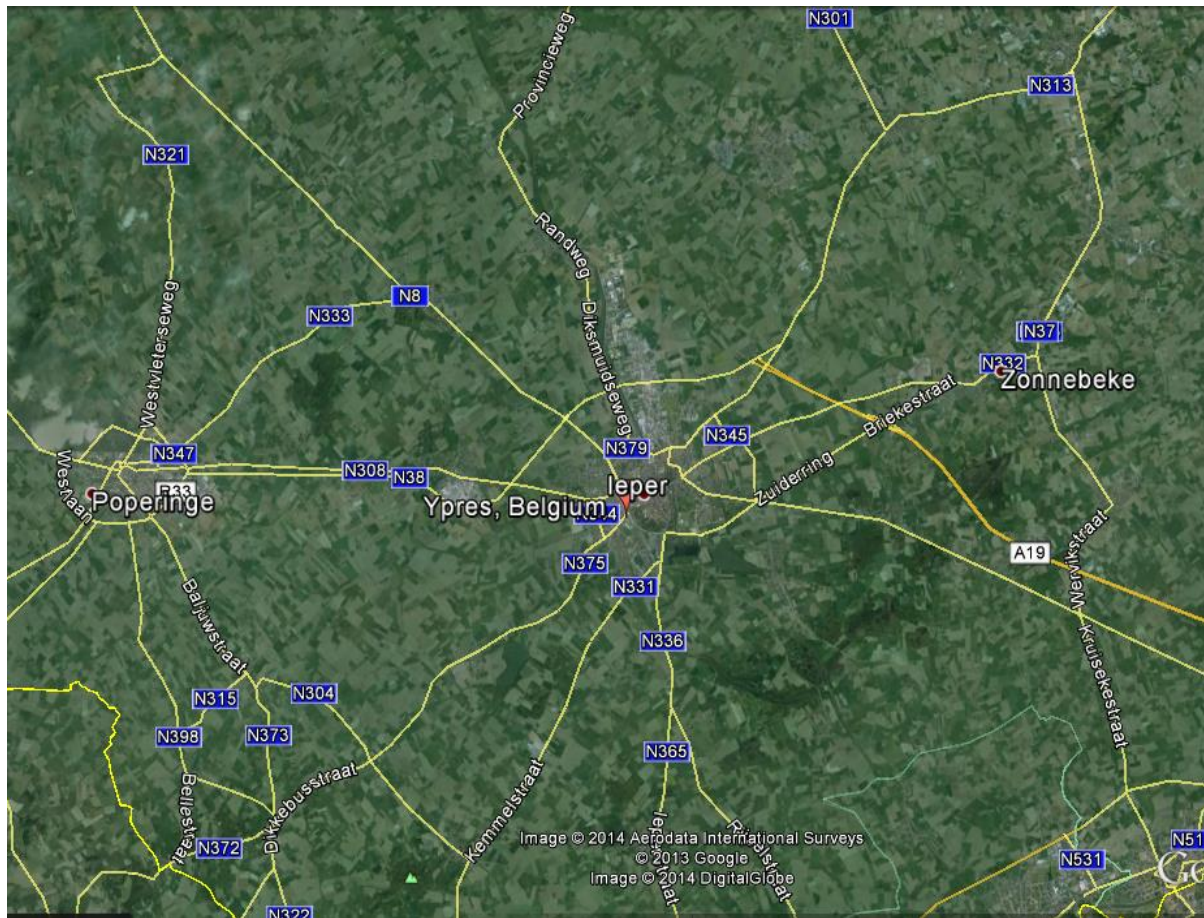 N301
N313
Provincieweg
N321
Randweg
N8
N333
Westvleterseweg
Diksmuidseweg
N37
N332
Zonnebeke
Briekestraat
N345
N379
N347
N308
N38
Zuiderring
Ieper
Westlaan
R33
Poperinge
Ypres, Belgium
N375
A19
Wervikstraat
N331
Baljuwstraat
N336
Kruisekestraat
N304
N315
N398
N373
N365
Dikkebusstraat
Kemmelstraat
Bellestraat
N372
Image © 2014 Aerodata International Surveys
© 2013 Google
Image © 2014 DigitalGlobe
N531
N322